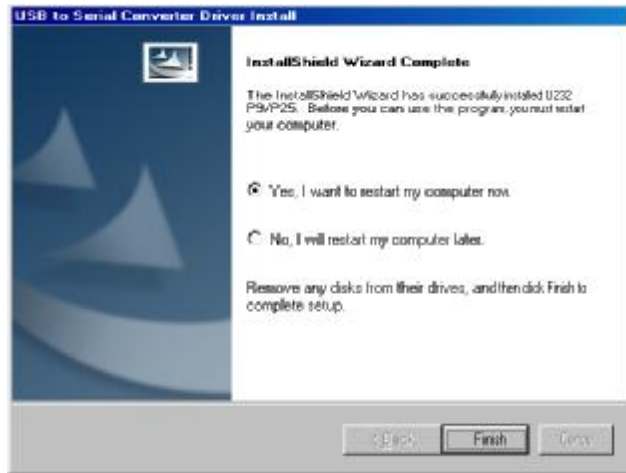 USB to Serial Converter Driver Install
InstallShield Wizard Complete
The InstallShield Wizard has successfully installed U232
P9/P25. Before you can use the program, you must restart
your computer.
Yes, I want to restart my computer now.
No, I will restart my computer later.
Remove any disks from their drives, and then click Finish to
complete setup.
< Back
Finish
Cancel